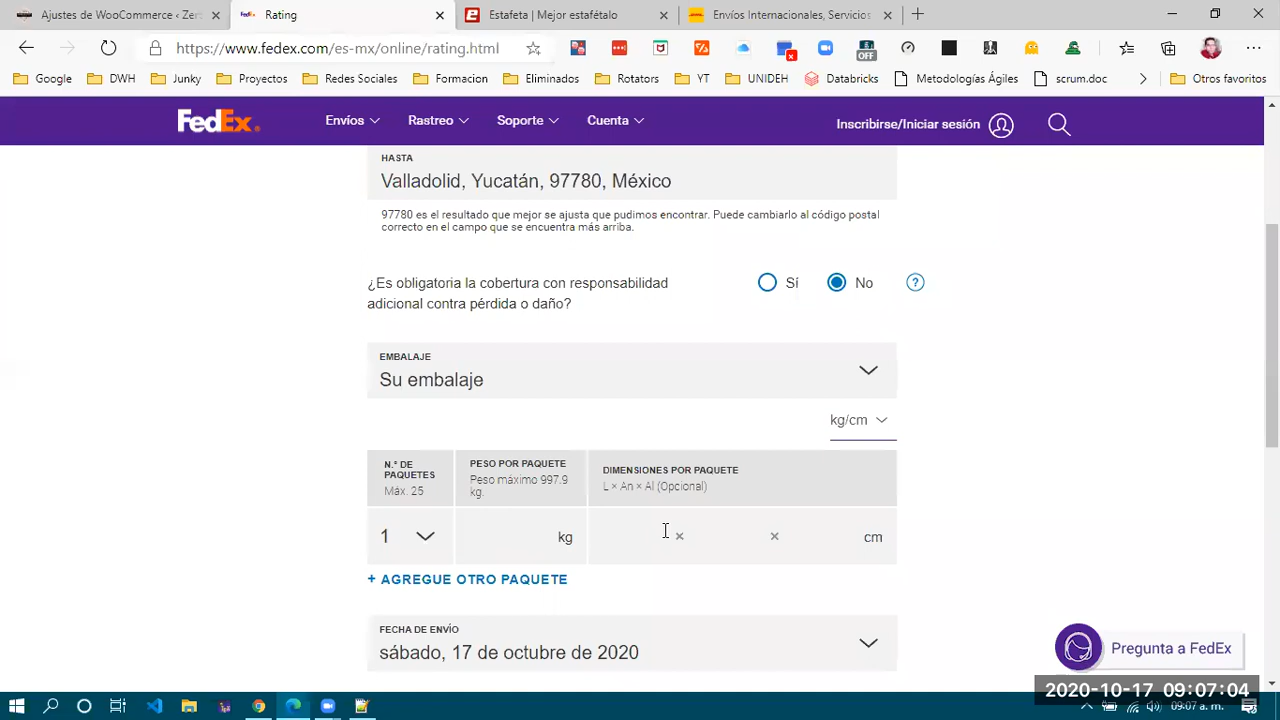 Ajustes de WooCommerce ‹ Zert
Rating
Estafeta | Mejor estafétalo
Envíos Internacionales, Servicios
https://www.fedex.com/es-mx/online/rating.html
OFF
Google
DWH
Junky
Proyectos
Redes Sociales
Formacion
Eliminados
Rotators
YT
UNIDEH
Databricks
Metodologías Ágiles
scrum.doc
Otros favoritos
FedEx.
Envíos
Rastreo
Soporte
Cuenta
Inscribirse/Iniciar sesión
HASTA
Valladolid, Yucatán, 97780, México
97780 es el resultado que mejor se ajusta que pudimos encontrar. Puede cambiarlo al código postal
correcto en el campo que se encuentra más arriba.
¿Es obligatoria la cobertura con responsabilidad
adicional contra pérdida o daño?
Sí
No
?
EMBALAJE
Su embalaje
kg/cm
N.º DE
PAQUETES
Máx. 25
PESO POR PAQUETE
Peso máximo 997.9
kg.
DIMENSIONES POR PAQUETE
L × An × Al (Opcional)
1
kg
×
×
cm
+ AGREGUE OTRO PAQUETE
FECHA DE ENVÍO
sábado, 17 de octubre de 2020
Pregunta a FedEx
2020-10-17 09:07:04
09:07 a. m.